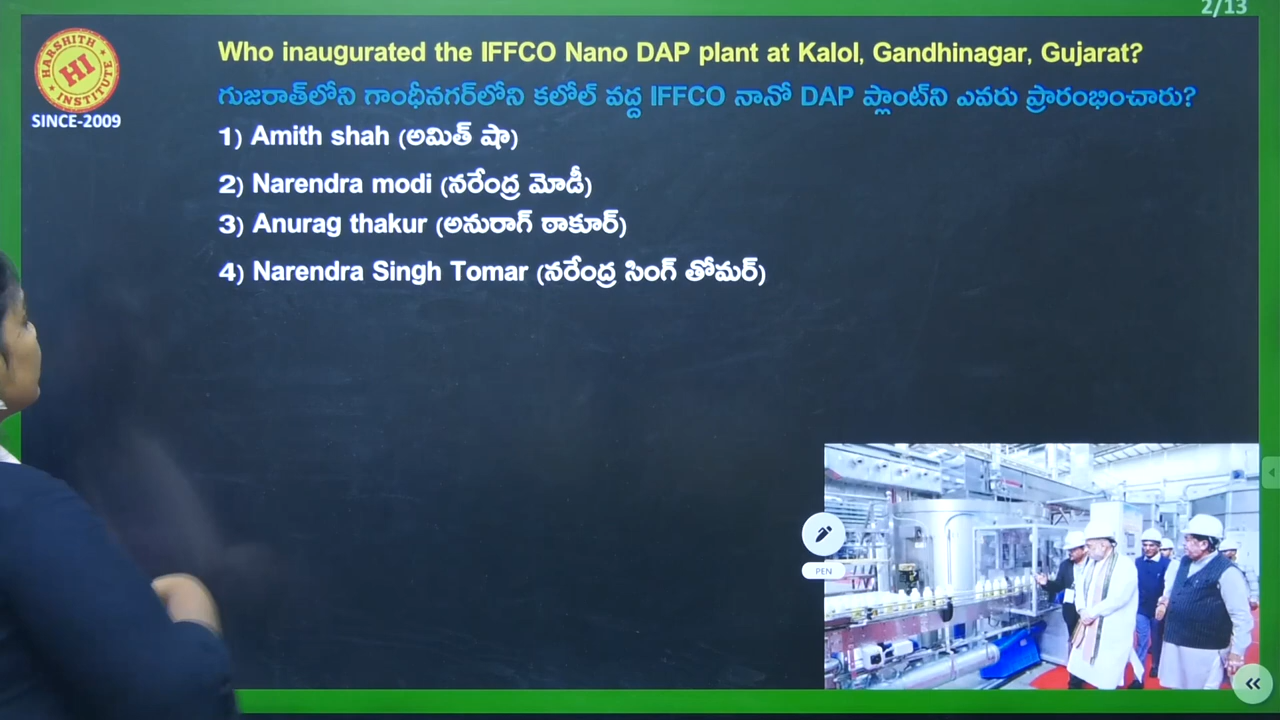 2/13
HARSHITH
HI
INSTITUTE
SINCE-2009
Who inaugurated the IFFCO Nano DAP plant at Kalol, Gandhinagar, Gujarat?
గుజరాత్‌లోని గాంధీనగర్‌లోని కలోల్ వద్ద IFFCO నానో DAP ప్లాంట్‌ని ఎవరు ప్రారంభించారు?
1) Amith shah (అమిత్ షా)
2) Narendra modi (నరేంద్ర మోడీ)
3) Anurag thakur (అనురాగ్ ఠాకూర్)
4) Narendra Singh Tomar (నరేంద్ర సింగ్ తోమర్)
PEN